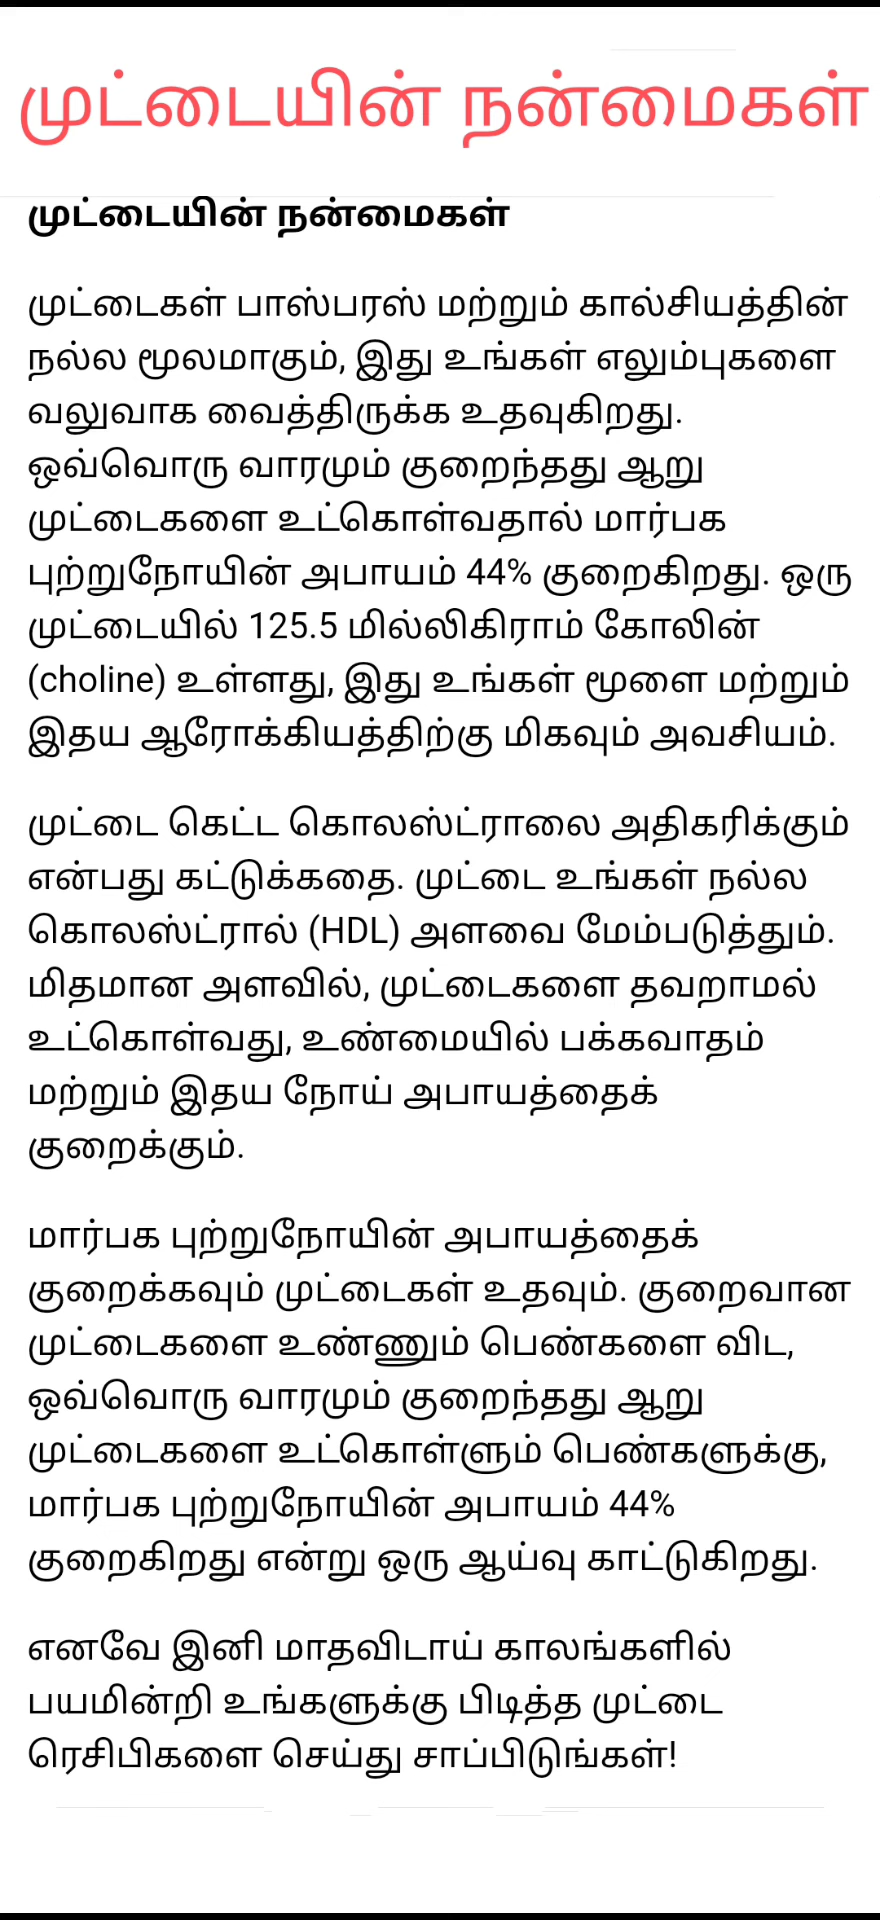 முட்டையின் நன்மைகள்
முட்டையின் நன்மைகள்
முட்டைகள் பாஸ்பரஸ் மற்றும் கால்சியத்தின்
நல்ல மூலமாகும், இது உங்கள் எலும்புகளை
வலுவாக வைத்திருக்க உதவுகிறது.
ஒவ்வொரு வாரமும் குறைந்தது ஆறு
முட்டைகளை உட்கொள்வதால் மார்பக
புற்றுநோயின் அபாயம் 44% குறைகிறது. ஒரு
முட்டையில் 125.5 மில்லிகிராம் கோலின்
(choline) உள்ளது, இது உங்கள் மூளை மற்றும்
இதய ஆரோக்கியத்திற்கு மிகவும் அவசியம்.
முட்டை கெட்ட கொலஸ்ட்ராலை அதிகரிக்கும்
என்பது கட்டுக்கதை. முட்டை உங்கள் நல்ல
கொலஸ்ட்ரால் (HDL) அளவை மேம்படுத்தும்.
மிதமான அளவில், முட்டைகளை தவறாமல்
உட்கொள்வது, உண்மையில் பக்கவாதம்
மற்றும் இதய நோய் அபாயத்தைக்
குறைக்கும்.
மார்பக புற்றுநோயின் அபாயத்தைக்
குறைக்கவும் முட்டைகள் உதவும். குறைவான
முட்டைகளை உண்ணும் பெண்களை விட,
ஒவ்வொரு வாரமும் குறைந்தது ஆறு
முட்டைகளை உட்கொள்ளும் பெண்களுக்கு,
மார்பக புற்றுநோயின் அபாயம் 44%
குறைகிறது என்று ஒரு ஆய்வு காட்டுகிறது.
எனவே இனி மாதவிடாய் காலங்களில்
பயமின்றி உங்களுக்கு பிடித்த முட்டை
ரெசிபிகளை செய்து சாப்பிடுங்கள்!